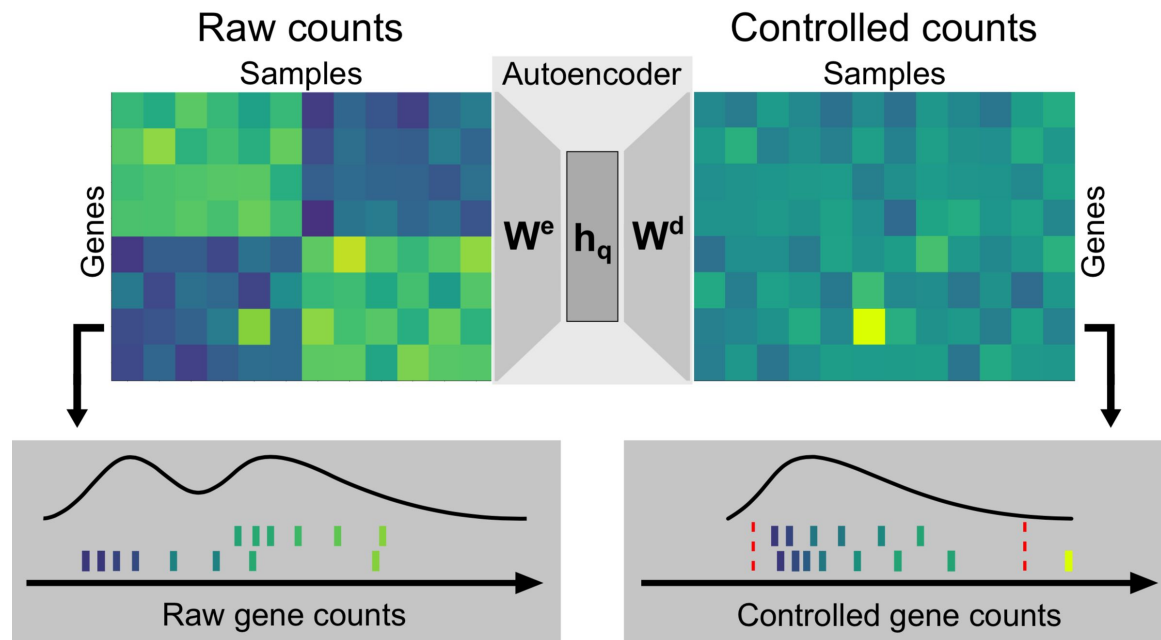 Raw counts
Controlled counts
Samples
Autoencoder
Samples
Genes
Wᵉ
h_q
Wᵈ
Genes
Raw gene counts
Controlled gene counts